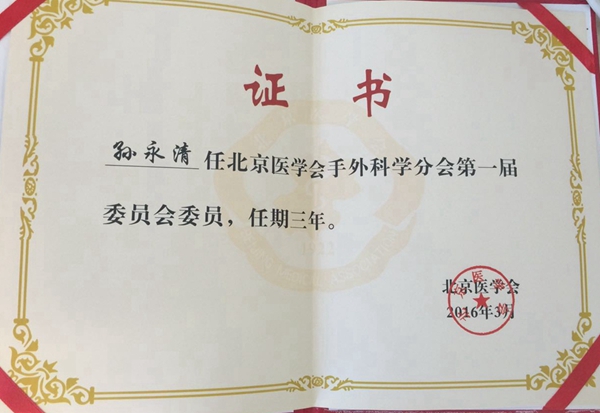 证书
孙永清任北京医学会手外科学分会第一届
委员会委员，任期三年。
北京医学会
2016年3月